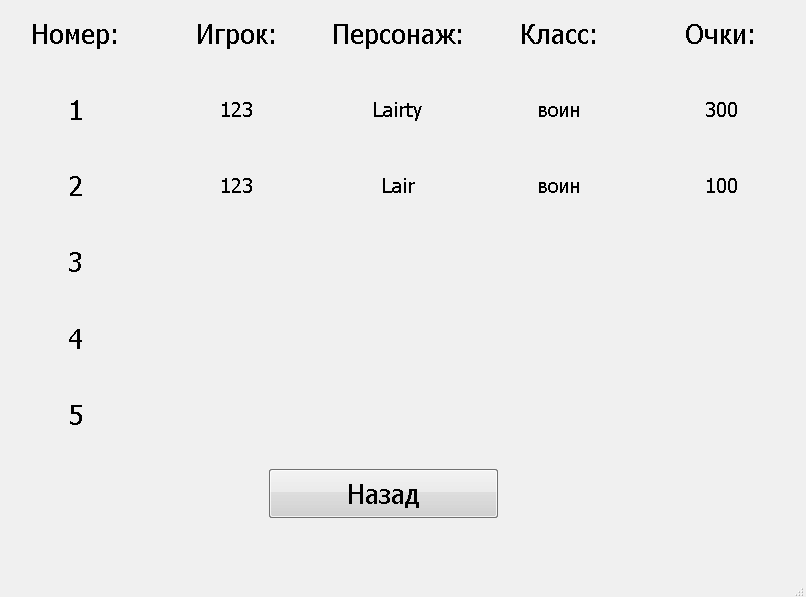 Номер: Игрок: Персонаж: Класс: Очки:
1 123 Lairty воин 300
2 123 Lair воин 100
3
4
5
Назад